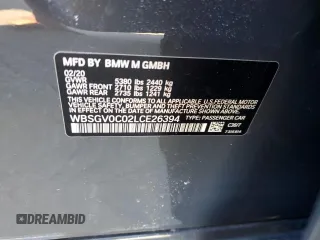 MFD BY BMW M GMBH
02/20
GVWR 5380 lbs 2440 kg
GAWR FRONT 2710 lbs 1229 kg
GAWR REAR 2735 lbs 1241 kg
THIS VEHICLE CONFORMS TO ALL APPLICABLE FEDERAL MOTOR
VEHICLE SAFETY, BUMPER AND THEFT PREVENTION STANDARDS
IN EFFECT ON THE DATE OF MANUFACTURE SHOWN ABOVE.
WBSGV0C02LCE26394 TYPE: PASSENGER CAR
DREAMBID
DREAMBID